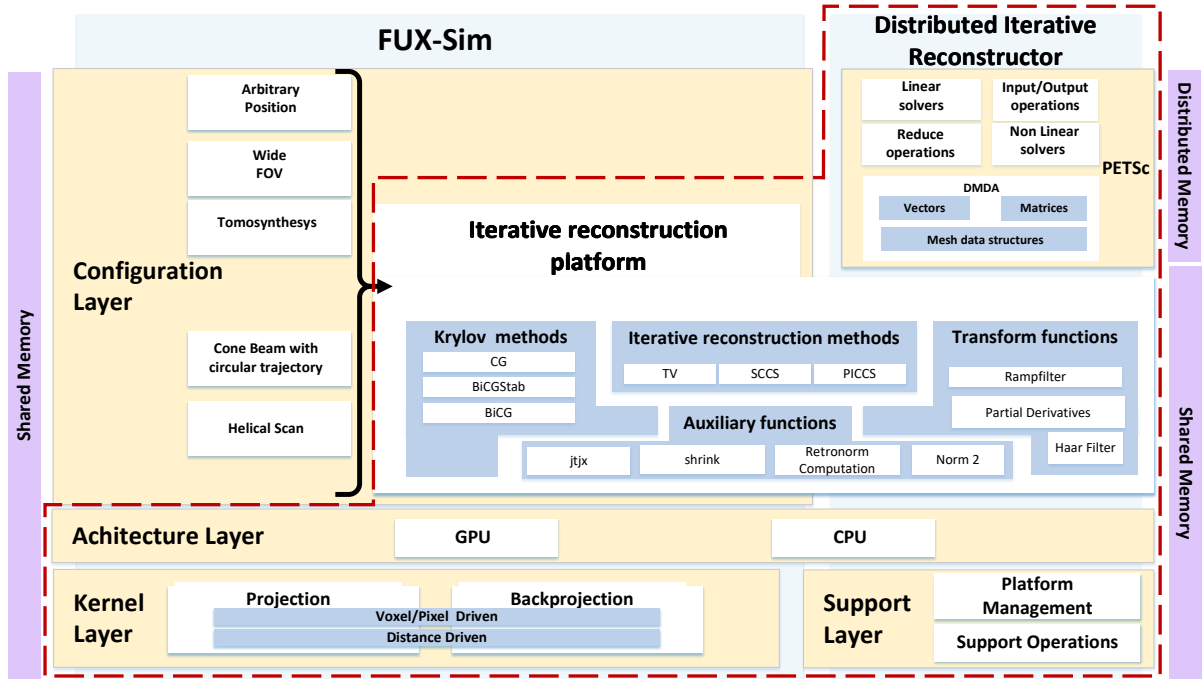 FUX-Sim
Distributed Iterative
Reconstructor
Shared Memory
Arbitrary
Position
Wide
FOV
Tomosynthesys
Configuration
Layer
Cone Beam with
circular trajectory
Helical Scan
Linear
solvers
Input/Output
operations
Reduce
operations
Non Linear
solvers
PETSc
DMDA
Vectors
Matrices
Mesh data structures
Distributed Memory
Shared Memory
Iterative reconstruction
platform
Krylov methods
CG
BiCGStab
BiCG
Iterative reconstruction methods
TV
SCCS
PICCS
Transform functions
Rampfilter
Partial Derivatives
Haar Filter
Auxiliary functions
jtjx
shrink
Retronorm
Computation
Norm 2
Achitecture Layer
GPU
CPU
Kernel
Layer
Projection
Backprojection
Voxel/Pixel Driven
Distance Driven
Support
Layer
Platform
Management
Support Operations